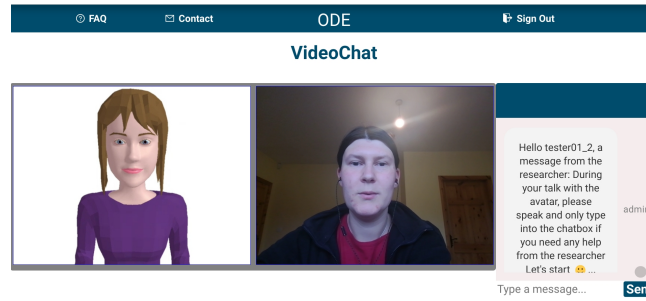 FAQ
Contact
ODE
Sign Out
VideoChat
Hello tester01_2, a
message from the
researcher: During
your talk with the
avatar, please
speak and only type
into the chatbox if
you need any help
from the researcher
Let's start 🙂 ...
admin
Type a message...
Sen